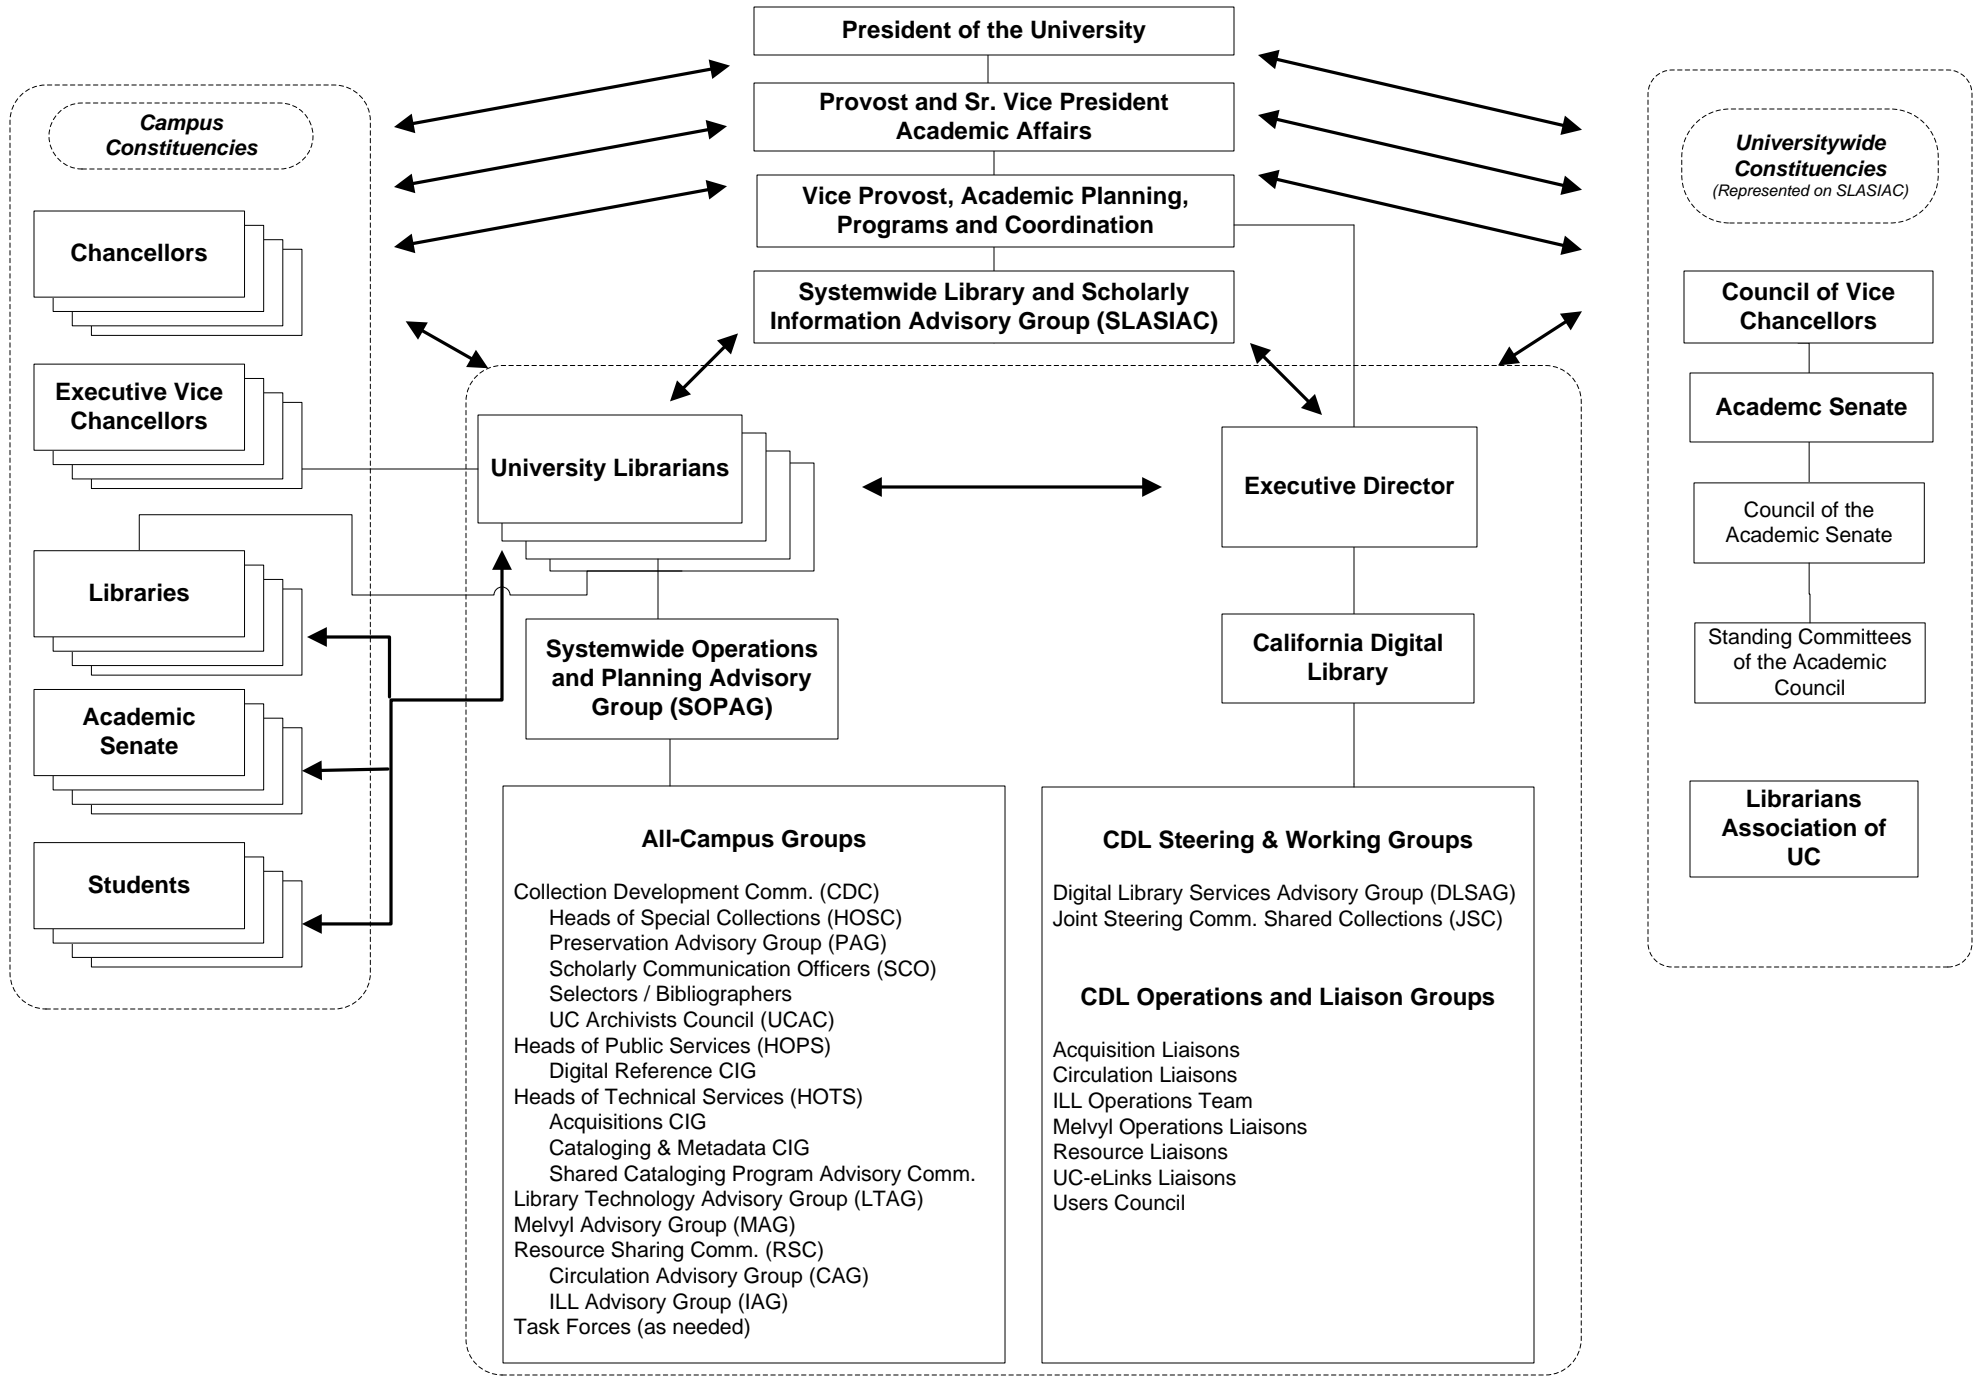 President of the University
Provost and Sr. Vice President
Academic Affairs
Vice Provost, Academic Planning,
Programs and Coordination
Systemwide Library and Scholarly
Information Advisory Group (SLASIAC)
Campus
Constituencies
Chancellors
Executive Vice
Chancellors
Libraries
Academic
Senate
Students
University Librarians
Systemwide Operations
and Planning Advisory
Group (SOPAG)
All-Campus Groups
Collection Development Comm. (CDC)
Heads of Special Collections (HOSC)
Preservation Advisory Group (PAG)
Scholarly Communication Officers (SCO)
Selectors / Bibliographers
UC Archivists Council (UCAC)
Heads of Public Services (HOPS)
Digital Reference CIG
Heads of Technical Services (HOTS)
Acquisitions CIG
Cataloging & Metadata CIG
Shared Cataloging Program Advisory Comm.
Library Technology Advisory Group (LTAG)
Melvyl Advisory Group (MAG)
Resource Sharing Comm. (RSC)
Circulation Advisory Group (CAG)
ILL Advisory Group (IAG)
Task Forces (as needed)
Executive Director
California Digital
Library
CDL Steering & Working Groups
Digital Library Services Advisory Group (DLSAG)
Joint Steering Comm. Shared Collections (JSC)
CDL Operations and Liaison Groups
Acquisition Liaisons
Circulation Liaisons
ILL Operations Team
Melvyl Operations Liaisons
Resource Liaisons
UC-eLinks Liaisons
Users Council
Universitywide
Constituencies
(Represented on SLASIAC)
Council of Vice
Chancellors
Academc Senate
Council of the
Academic Senate
Standing Committees
of the Academic
Council
Librarians
Association of
UC